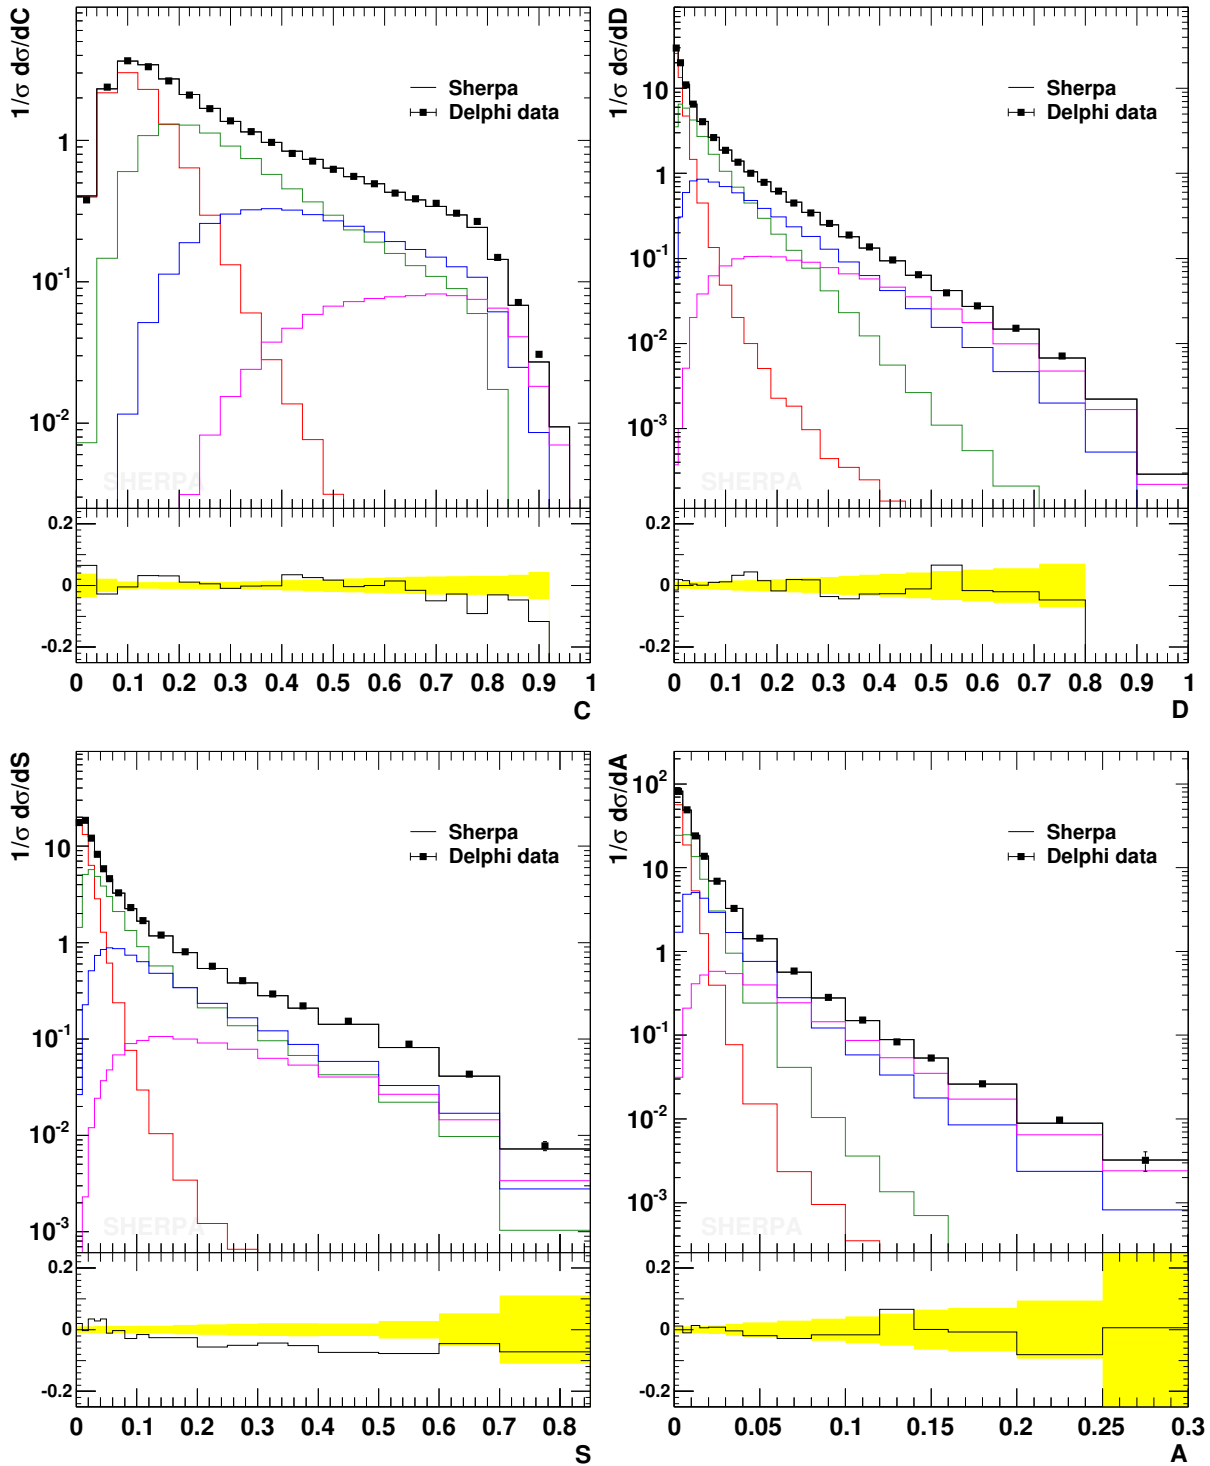 1/σ dσ/dC
Sherpa
Delphi data
1
10⁻¹
10⁻²
SHERPA
0.2
0
-0.2
0 0.1 0.2 0.3 0.4 0.5 0.6 0.7 0.8 0.9 1
C
1/σ dσ/dD
Sherpa
Delphi data
10
1
10⁻¹
10⁻²
10⁻³
SHERPA
0.2
0
-0.2
0 0.1 0.2 0.3 0.4 0.5 0.6 0.7 0.8 0.9 1
D
1/σ dσ/dS
Sherpa
Delphi data
10
1
10⁻¹
10⁻²
10⁻³
SHERPA
0.2
0
-0.2
0 0.1 0.2 0.3 0.4 0.5 0.6 0.7 0.8
S
1/σ dσ/dA
Sherpa
Delphi data
10²
10
1
10⁻¹
10⁻²
10⁻³
SHERPA
0.2
0
-0.2
0 0.05 0.1 0.15 0.2 0.25 0.3
A